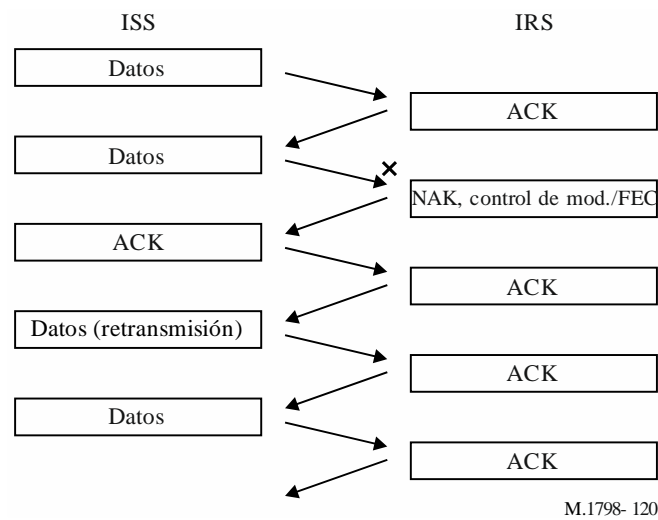 ISS
IRS
Datos
ACK
Datos
NAK, control de mod./FEC
ACK
ACK
Datos (retransmisión)
ACK
Datos
ACK
M.1798- 120